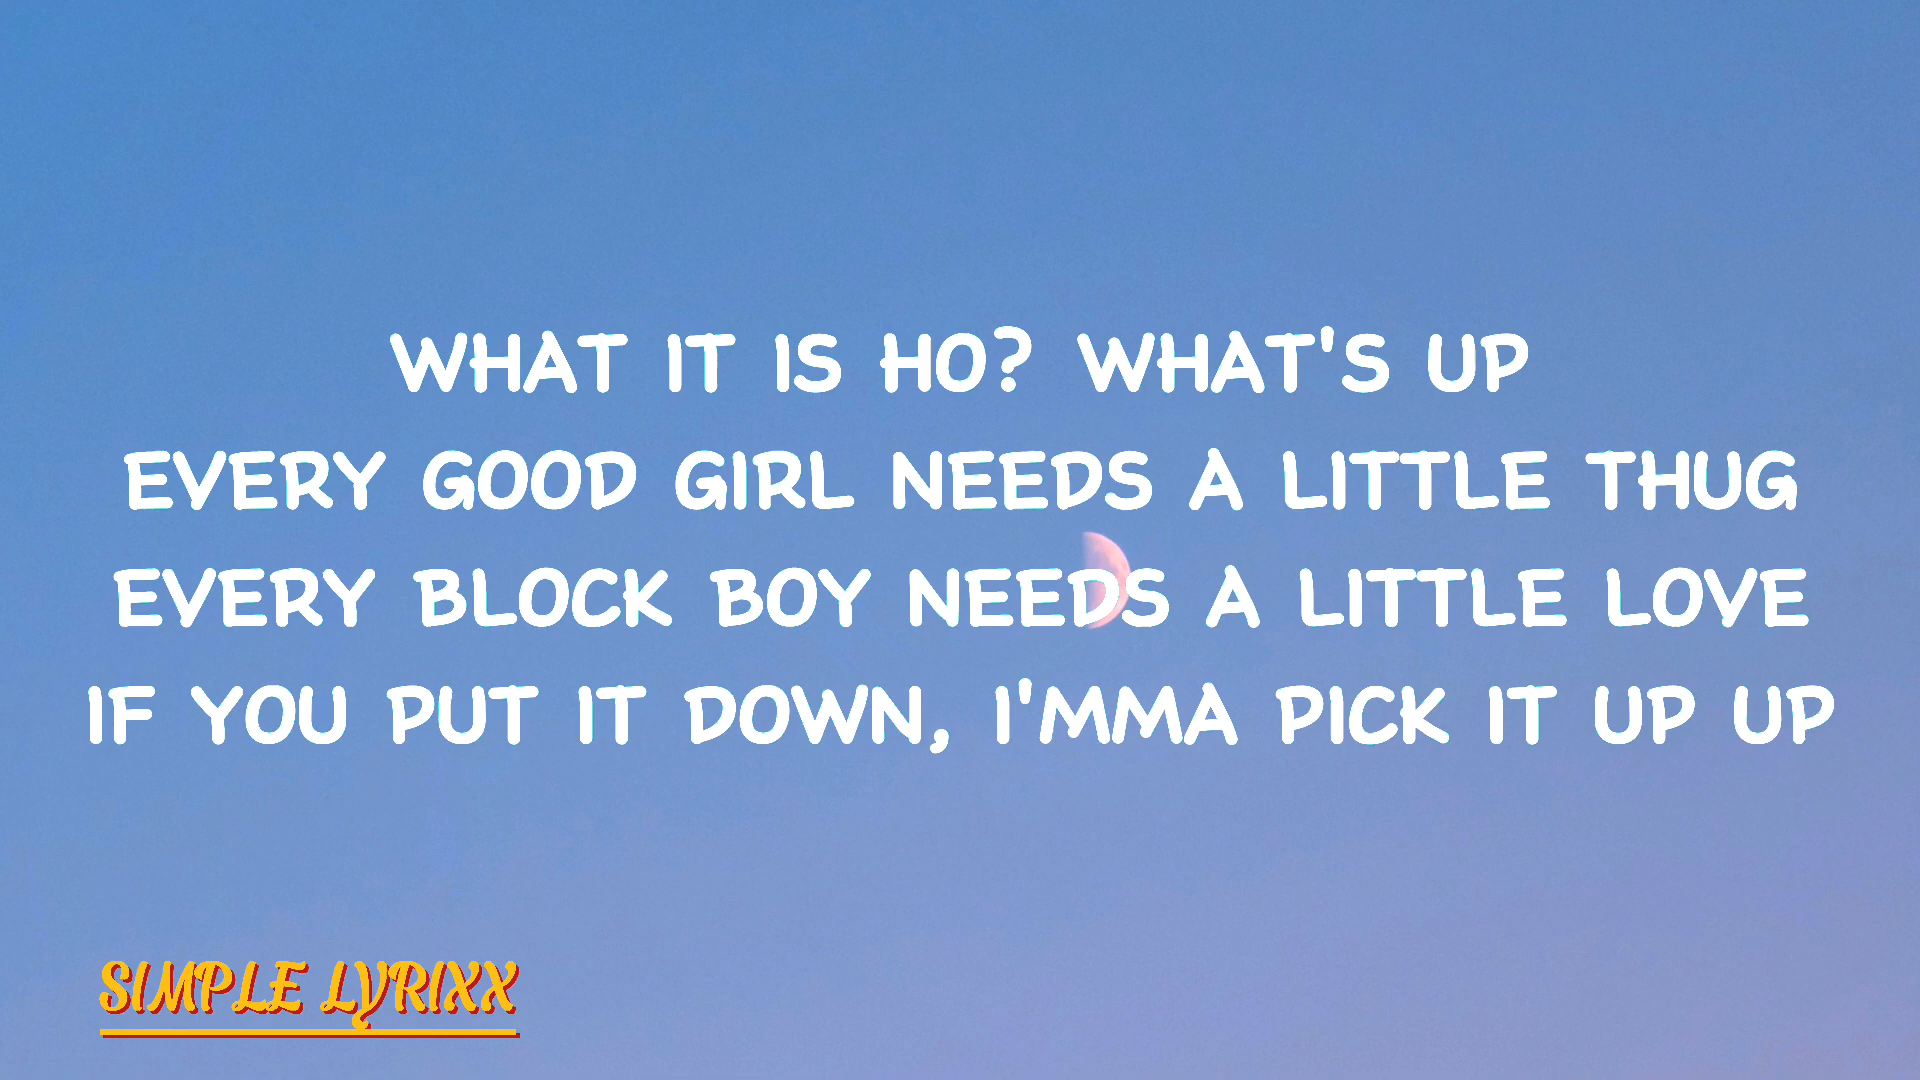 WHAT IT IS HO? WHAT'S UP
EVERY GOOD GIRL NEEDS A LITTLE THUG
EVERY BLOCK BOY NEEDS A LITTLE LOVE
IF YOU PUT IT DOWN, I'MMA PICK IT UP UP
SIMPLE LYRIXX